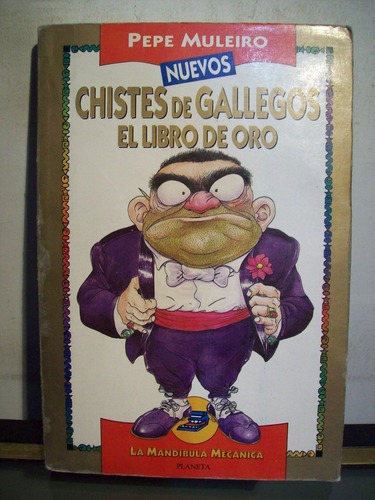 PEPE MULEIRO
NUEVOS
CHISTES DE GALLEGOS
EL LIBRO DE ORO
LA MANDIBULA MECANICA
PLANETA